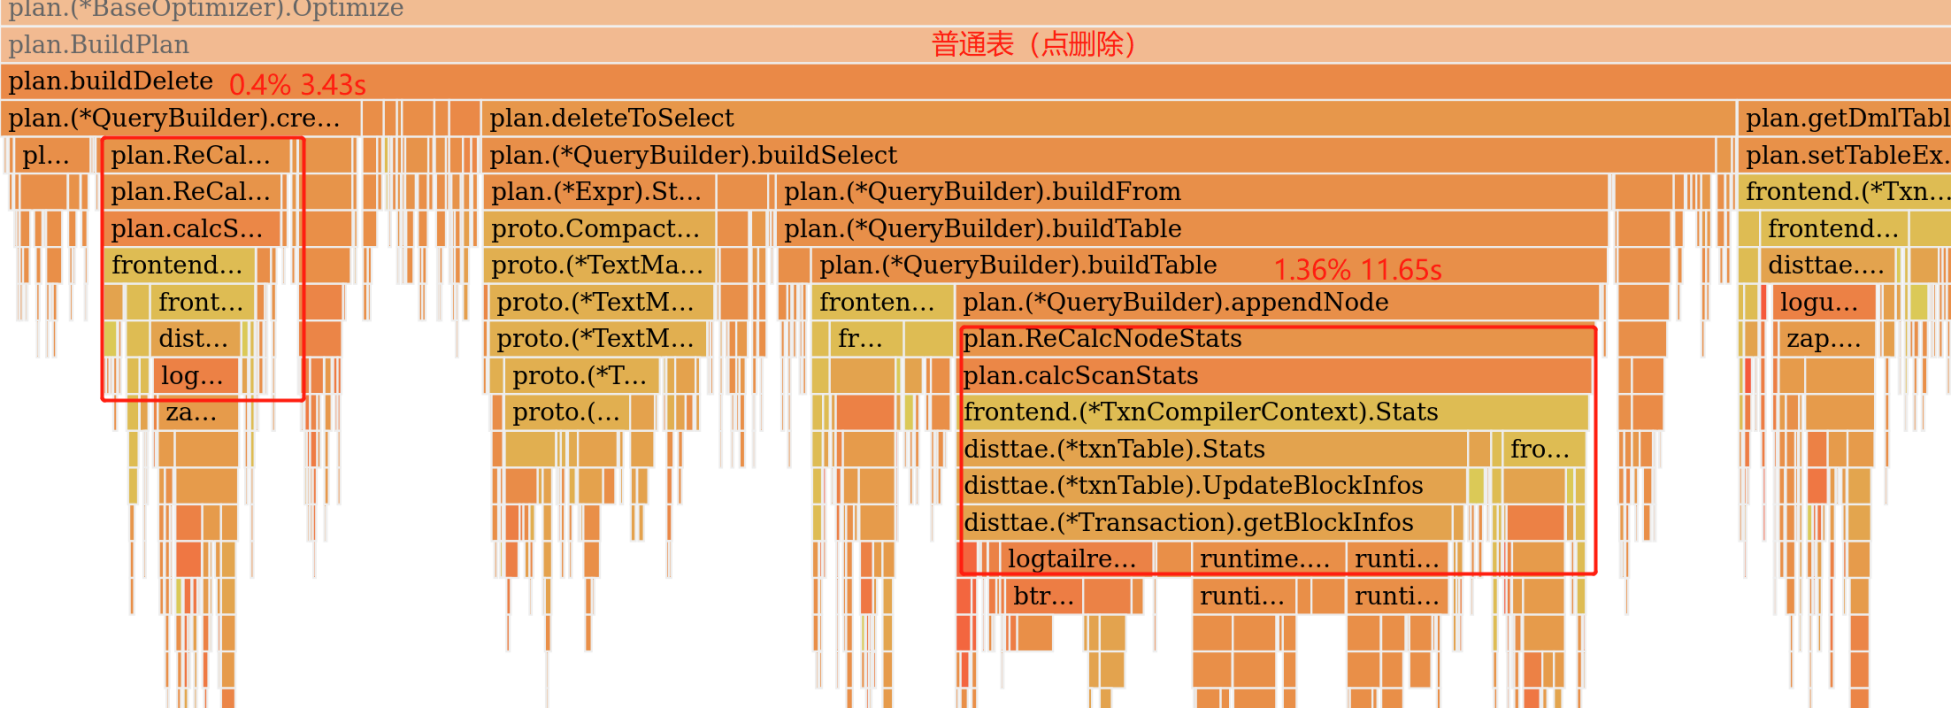 plan.(*BaseOptimizer).Optimize
plan.BuildPlan 普通表（点删除）
plan.buildDelete 0.4% 3.43s
plan.(*QueryBuilder).cre... plan.deleteToSelect plan.getDmlTabl
pl... plan.ReCal... plan.(*QueryBuilder).buildSelect plan.setTableEx.
plan.ReCal... plan.(*Expr).St... plan.(*QueryBuilder).buildFrom frontend.(*Txn...
plan.calcS... proto.Compact... plan.(*QueryBuilder).buildTable frontend...
frontend... proto.(*TextMa... plan.(*QueryBuilder).buildTable 1.36% 11.65s disttae....
front... proto.(*TextM... fronten... plan.(*QueryBuilder).appendNode logu...
dist... proto.(*TextM... fr... plan.ReCalcNodeStats zap....
log... proto.(*T... plan.calcScanStats
za... proto.(... frontend.(*TxnCompilerContext).Stats
disttae.(*txnTable).Stats fro...
disttae.(*txnTable).UpdateBlockInfos
disttae.(*Transaction).getBlockInfos
logtailre... runtime.... runti...
btr... runti... runti...